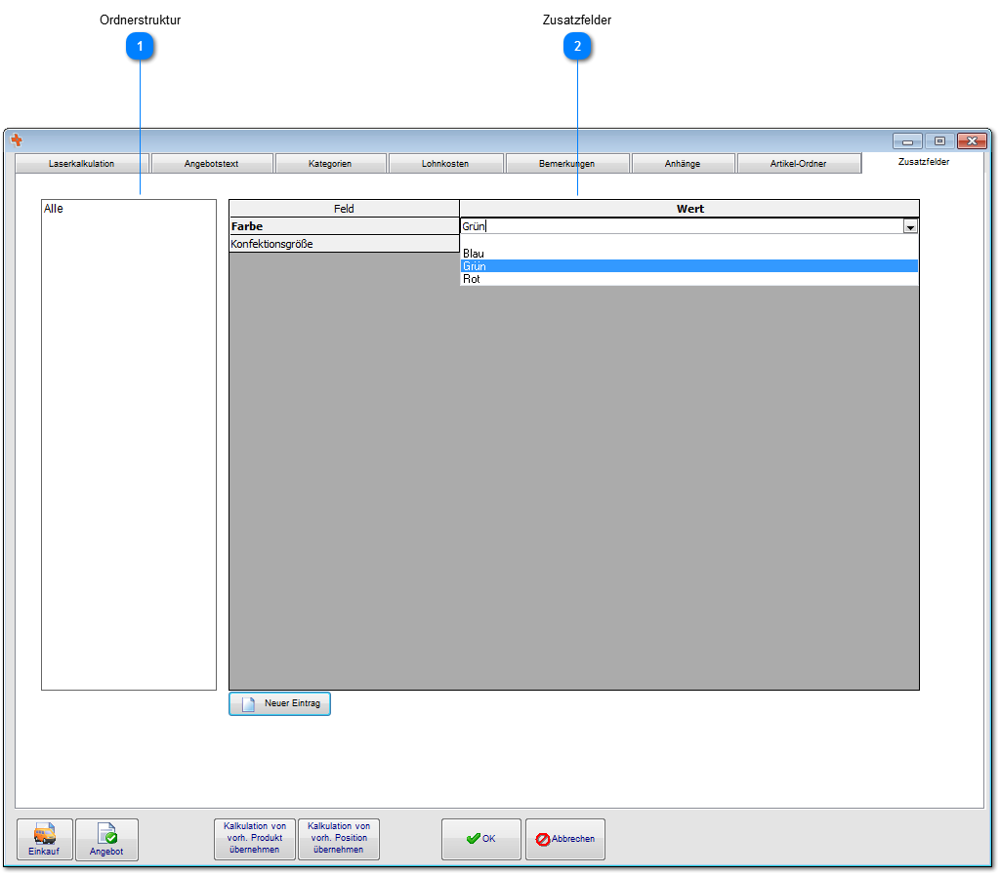 Ordnerstruktur
Zusatzfelder
1
2
Laserkalkulation
Angebotstext
Kategorien
Lohnkosten
Bemerkungen
Anhänge
Artikel-Ordner
Zusatzfelder
Alle
Feld
Wert
Farbe
Grün
Konfektionsgröße
Blau
Grün
Rot
Neuer Eintrag
Einkauf
Angebot
Kalkulation von
vorh. Produkt
übernehmen
Kalkulation von
vorh. Position
übernehmen
OK
Abbrechen